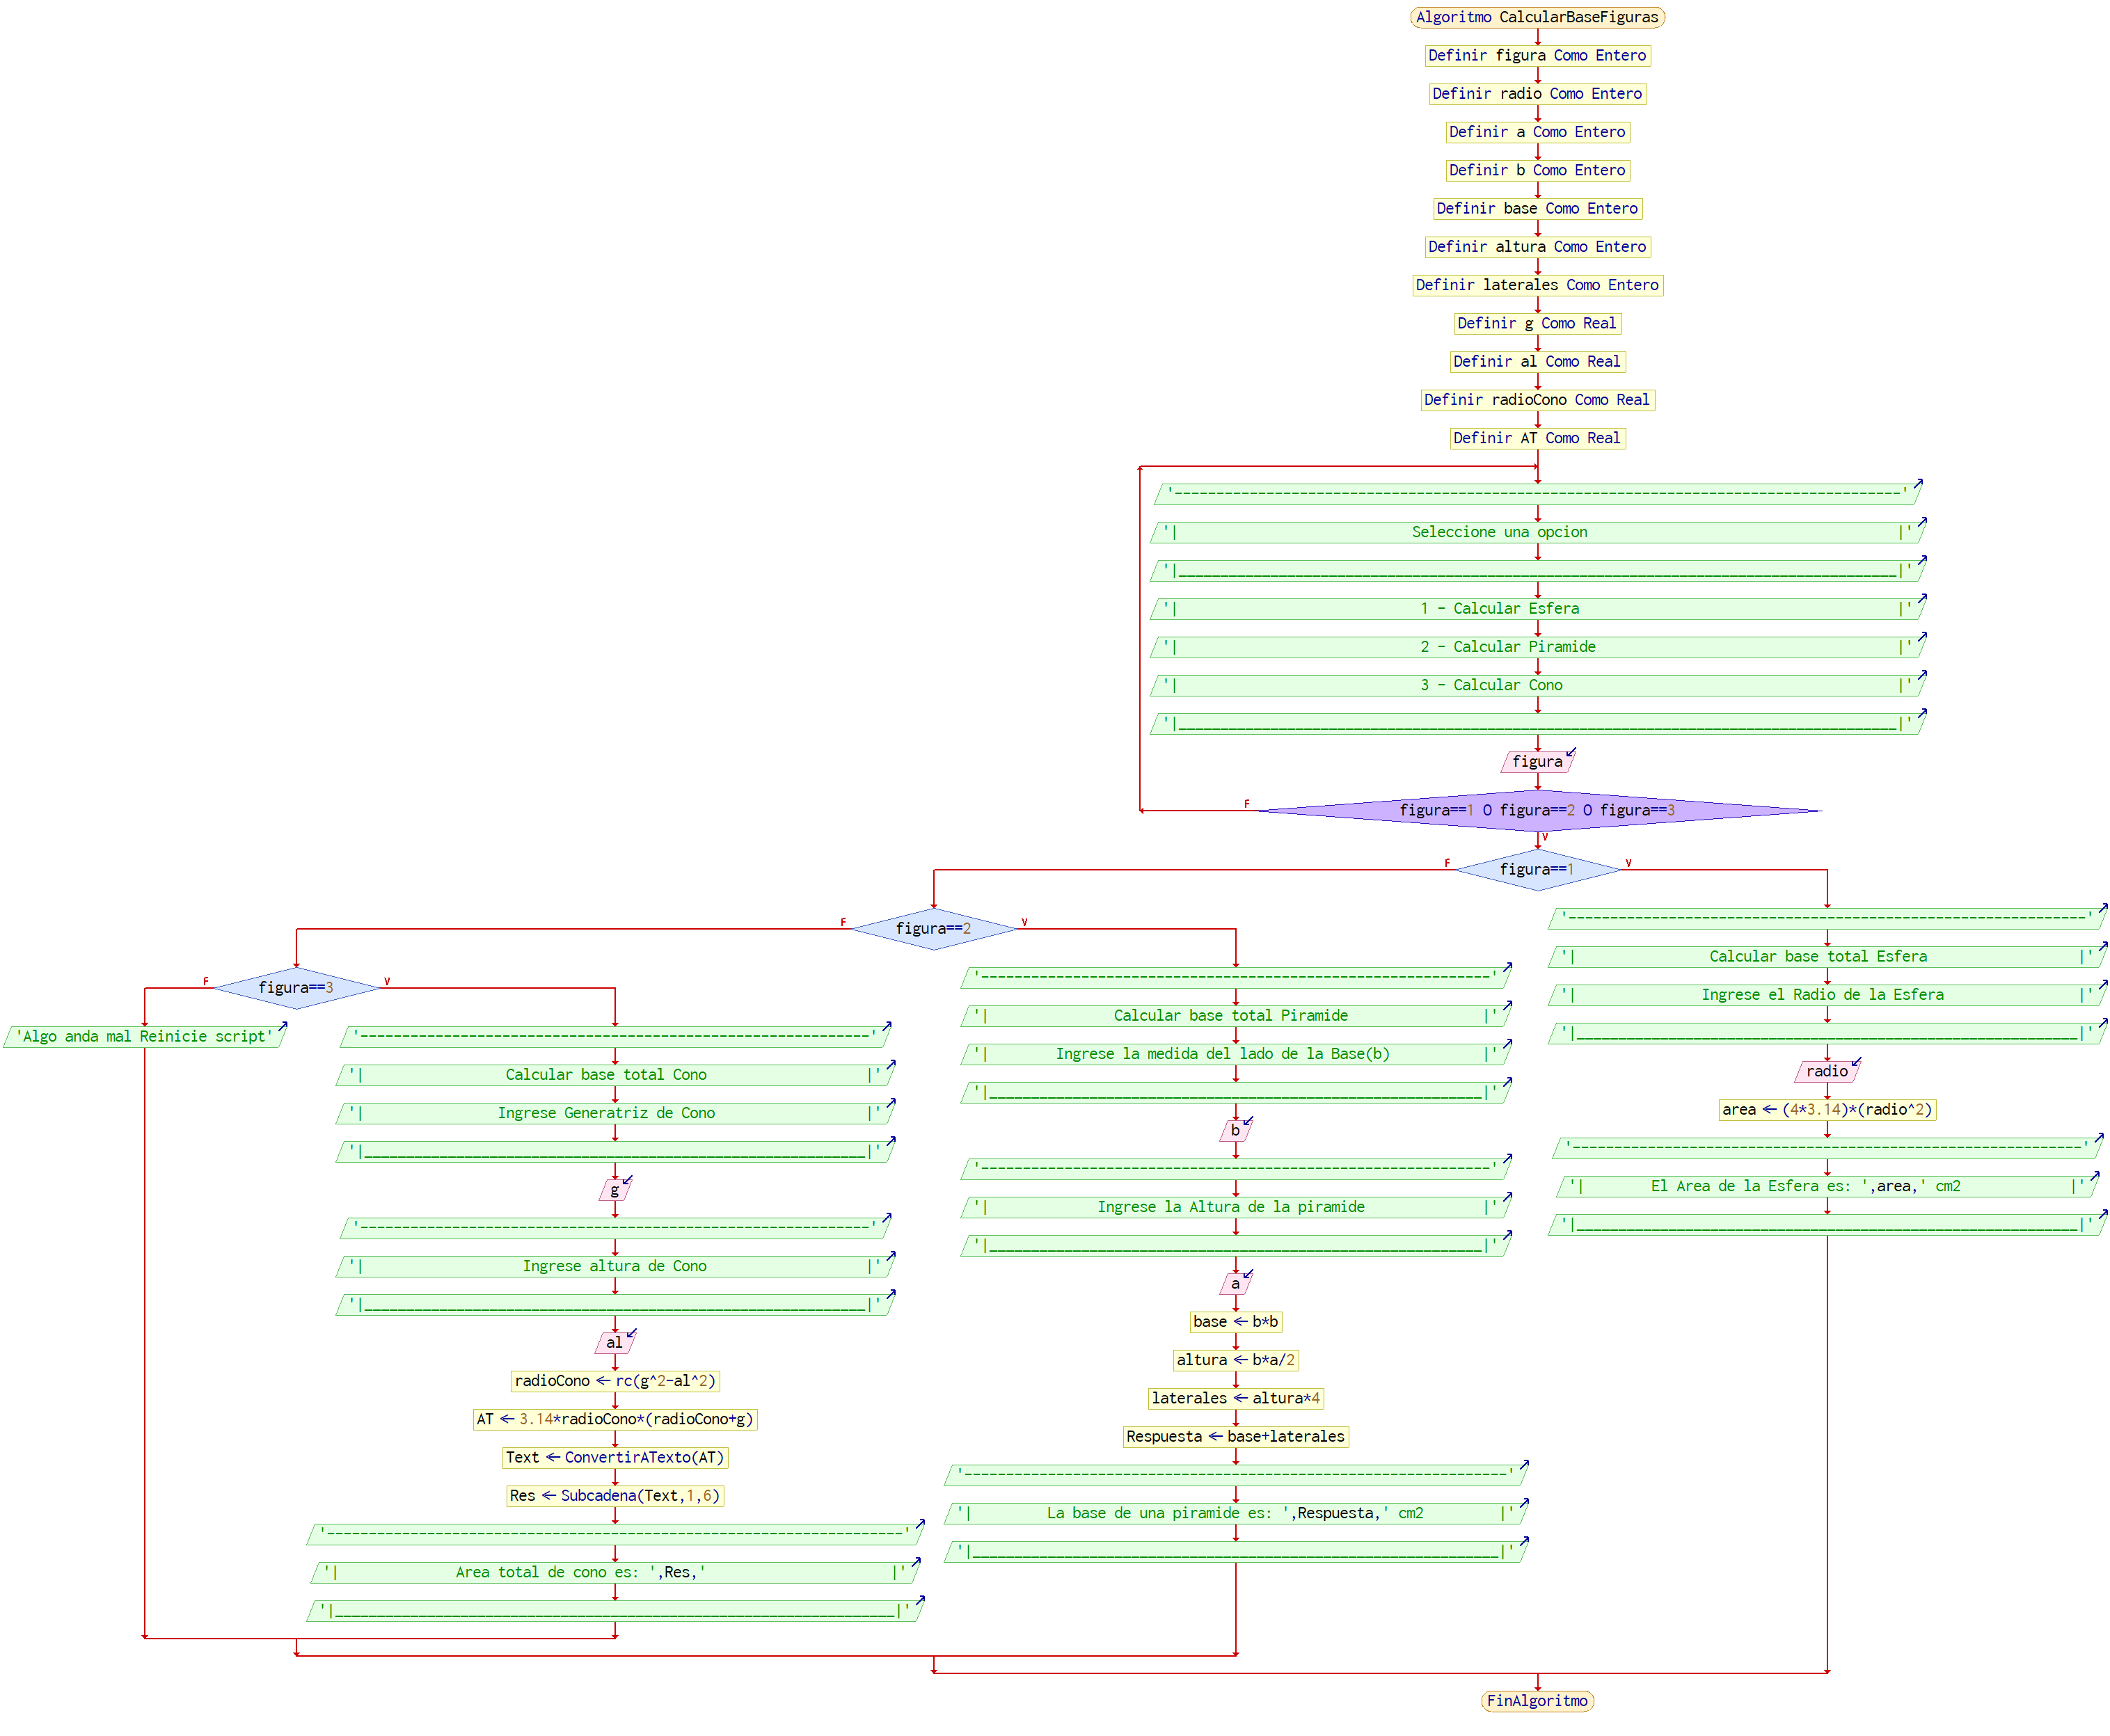 Algoritmo CalcularBaseFiguras
Definir figura Como Entero
Definir radio Como Entero
Definir a Como Entero
Definir b Como Entero
Definir base Como Entero
Definir altura Como Entero
Definir laterales Como Entero
Definir g Como Real
Definir al Como Real
Definir radioCono Como Real
Definir AT Como Real
'---------------------------------------------------------------------------------------'
'| Seleccione una opcion |'
'|______________________________________________________________________________________|'
'| 1 - Calcular Esfera |'
'| 2 - Calcular Piramide |'
'| 3 - Calcular Cono |'
'|______________________________________________________________________________________|'
figura
figura==1 O figura==2 O figura==3
F
V
figura==1
F
V
figura==2
F
V
figura==3
F
V
'Algo anda mal Reinicie script'
'-------------------------------------------------------------'
'| Calcular base total Cono |'
'| Ingrese Generatriz de Cono |'
'|____________________________________________________________|'
g
'-------------------------------------------------------------'
'| Ingrese altura de Cono |'
'|____________________________________________________________|'
al
radioCono ← rc(g^2-al^2)
AT ← 3.14*radioCono*(radioCono+g)
Text ← ConvertirATexto(AT)
Res ← Subcadena(Text,1,6)
'---------------------------------------------------------------------'
'| Area total de cono es: ',Res,' |'
'|___________________________________________________________________|'
'-------------------------------------------------------------'
'| Calcular base total Piramide |'
'| Ingrese la medida del lado de la Base(b) |'
'|___________________________________________________________|'
b
'-------------------------------------------------------------'
'| Ingrese la Altura de la piramide |'
'|___________________________________________________________|'
a
base ← b*b
altura ← b*a/2
laterales ← altura*4
Respuesta ← base+laterales
'-----------------------------------------------------------------'
'| La base de una piramide es: ',Respuesta,' cm2 |'
'|_______________________________________________________________|'
'--------------------------------------------------------------'
'| Calcular base total Esfera |'
'| Ingrese el Radio de la Esfera |'
'|____________________________________________________________|'
radio
area ← (4*3.14)*(radio^2)
'-------------------------------------------------------------'
'| El Area de la Esfera es: ',area,' cm2 |'
'|____________________________________________________________|'
FinAlgoritmo